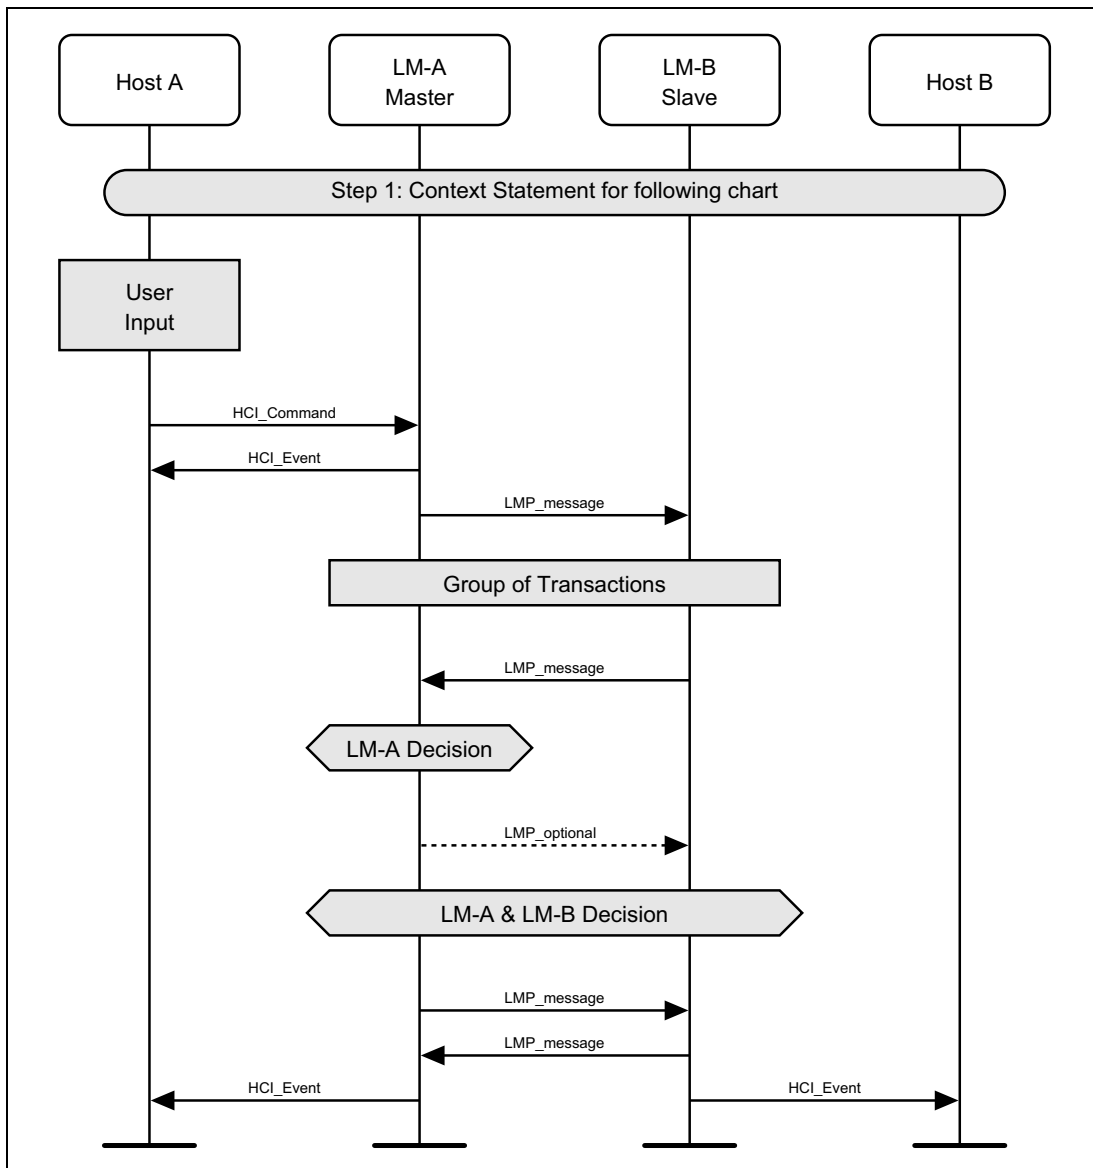 Host A
LM-A
Master
LM-B
Slave
Host B
Step 1: Context Statement for following chart
User
Input
HCI_Command
HCI_Event
LMP_message
Group of Transactions
LMP_message
LM-A Decision
LMP_optional
LM-A & LM-B Decision
LMP_message
LMP_message
HCI_Event
HCI_Event